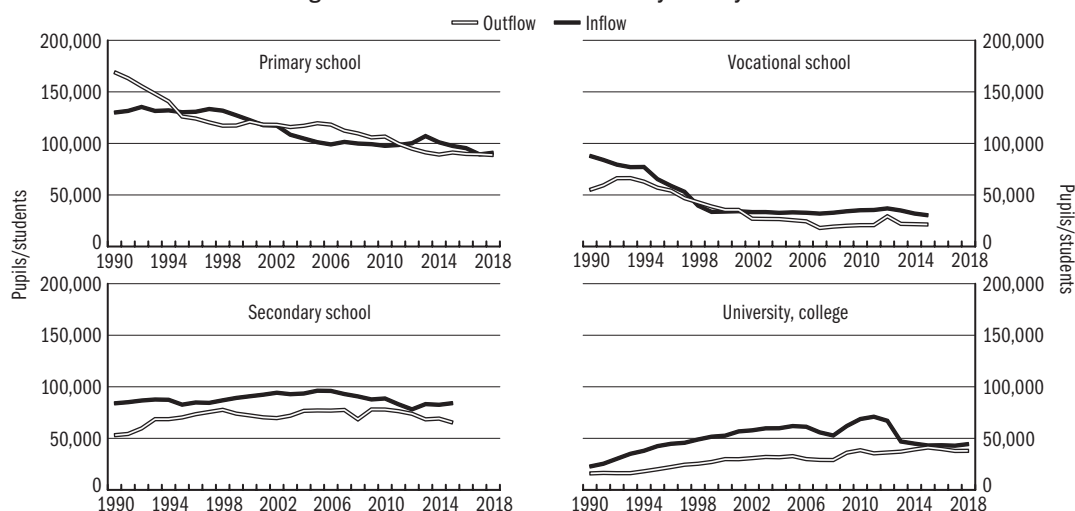 Outflow Inflow
200,000 Primary school Vocational school 200,000
150,000 150,000
100,000 100,000
50,000 50,000
0 0
Pupils/students Pupils/students
1990 1994 1998 2002 2006 2010 2014 2018 1990 1994 1998 2002 2006 2010 2014 2018
200,000 Secondary school University, college 200,000
150,000 150,000
100,000 100,000
50,000 50,000
0 0
1990 1994 1998 2002 2006 2010 2014 2018 1990 1994 1998 2002 2006 2010 2014 2018